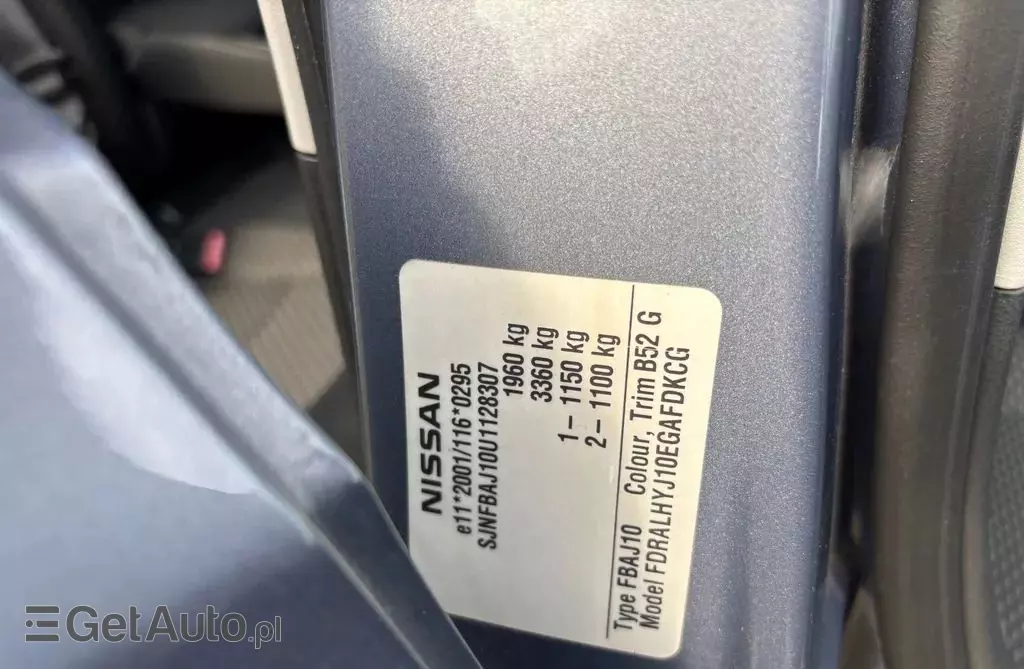 NISSAN
e11*2001/116*0295
SJNFBAJ10U1128307
1960 kg
3360 kg
1– 1150 kg
2– 1100 kg
Type FBAJ10 Colour, Trim B52 G
Model FDRALHYJ10EGAFDKCG
GetAuto.pl